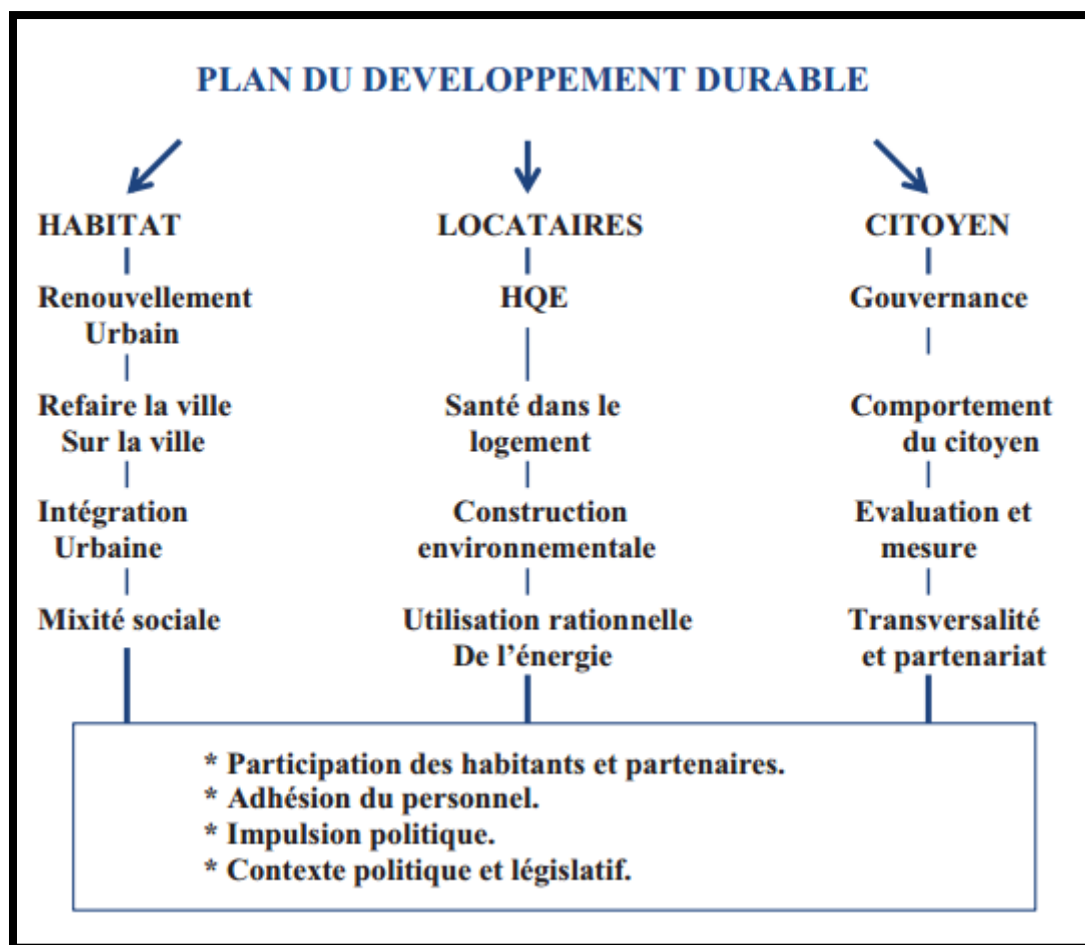 PLAN DU DEVELOPPEMENT DURABLE
HABITAT
Renouvellement
Urbain
Refaire la ville
Sur la ville
Intégration
Urbaine
Mixité sociale
LOCATAIRES
HQE
Santé dans le
logement
Construction
environnementale
Utilisation rationnelle
De l’énergie
CITOYEN
Gouvernance
Comportement
du citoyen
Evaluation et
mesure
Transversalité
et partenariat
* Participation des habitants et partenaires.
* Adhésion du personnel.
* Impulsion politique.
* Contexte politique et législatif.